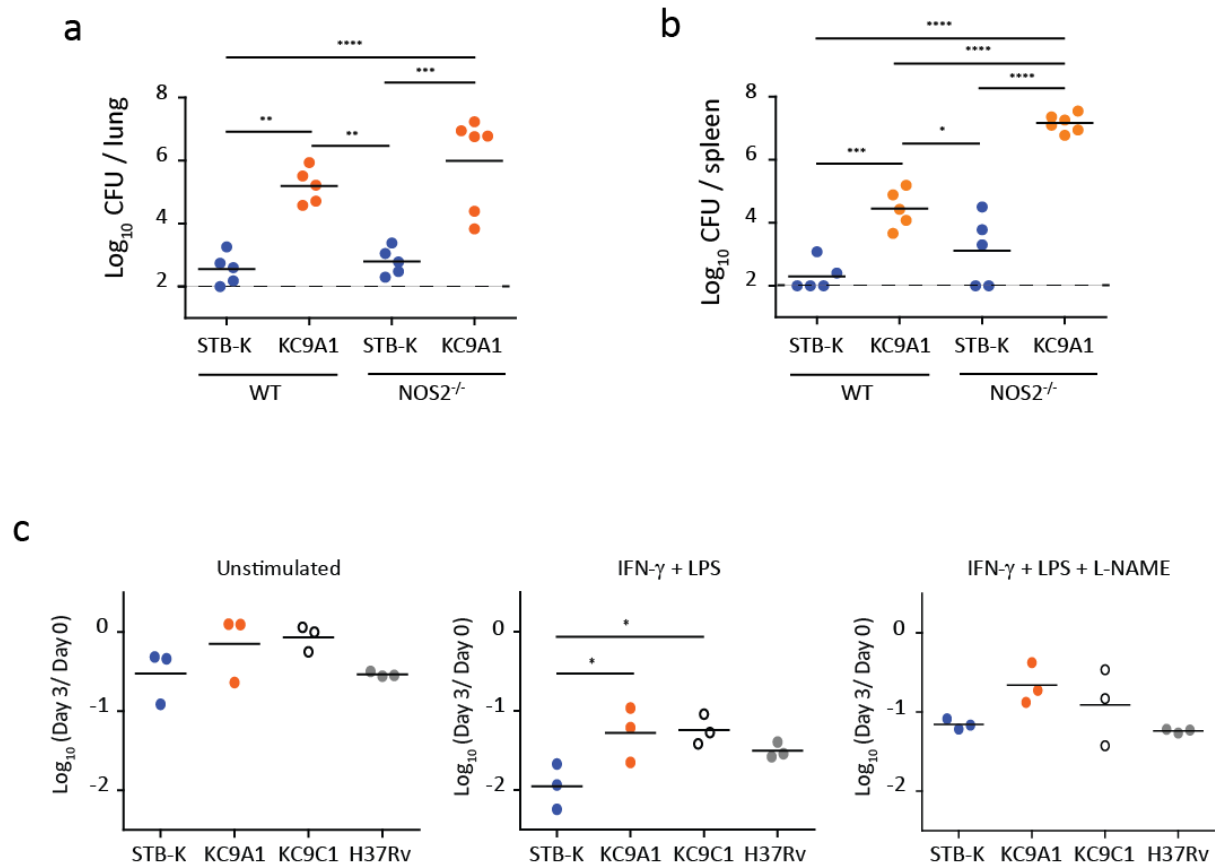 a
****
***
**
**
8
6
4
2
Log10 CFU / lung
STB-K KC9A1 STB-K KC9A1
WT NOS2-/-
b
****
****
****
*
***
8
6
4
2
Log10 CFU / spleen
STB-K KC9A1 STB-K KC9A1
WT NOS2-/-
c
Unstimulated
0
-1
-2
Log10 (Day 3/ Day 0)
STB-K KC9A1 KC9C1 H37Rv
IFN-γ + LPS
*
*
0
-1
-2
Log10 (Day 3/ Day 0)
STB-K KC9A1 KC9C1 H37Rv
IFN-γ + LPS + L-NAME
0
-1
-2
Log10 (Day 3/ Day 0)
STB-K KC9A1 KC9C1 H37Rv